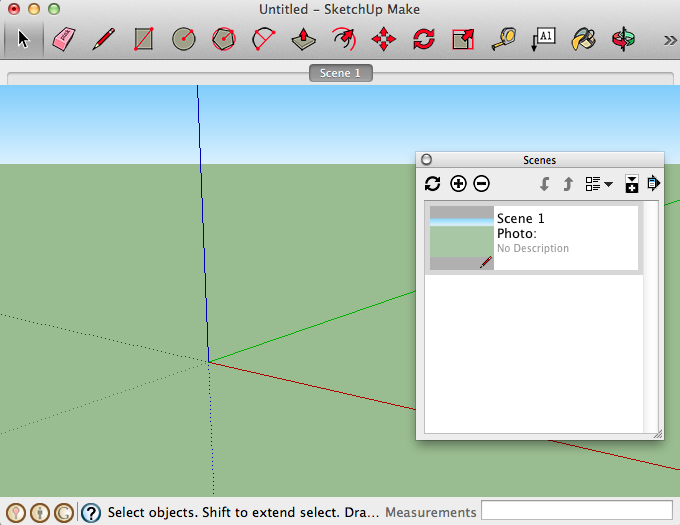 Untitled – SketchUp Make
A1
Scene 1
Scenes
Scene 1
Photo:
No Description
Select objects. Shift to extend select. Dra... Measurements